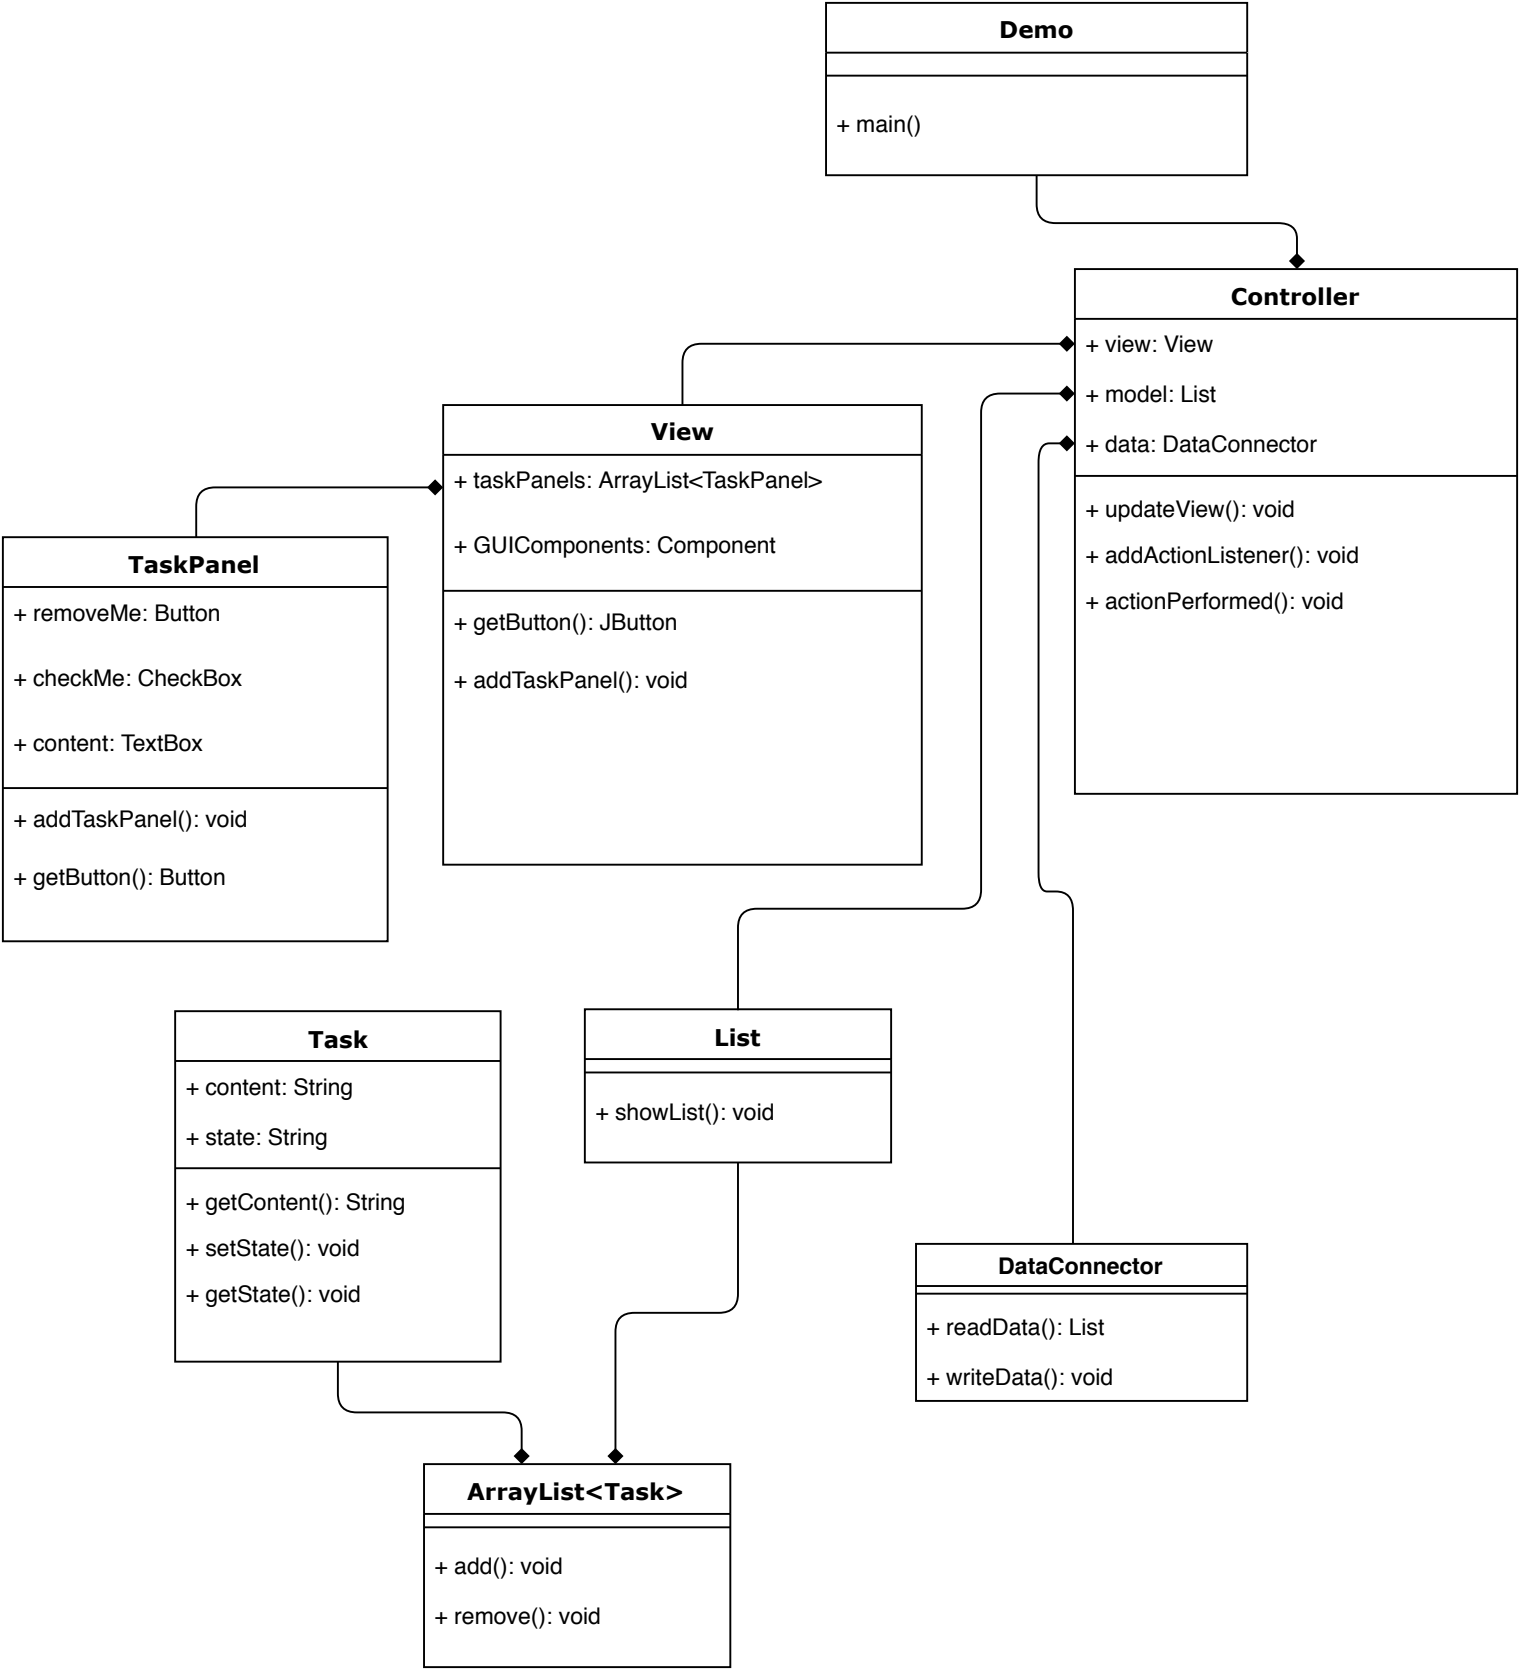 Demo
+ main()
Controller
+ view: View
+ model: List
+ data: DataConnector
+ updateView(): void
+ addActionListener(): void
+ actionPerformed(): void
View
+ taskPanels: ArrayList<TaskPanel>
+ GUIComponents: Component
+ getButton(): JButton
+ addTaskPanel(): void
TaskPanel
+ removeMe: Button
+ checkMe: CheckBox
+ content: TextBox
+ addTaskPanel(): void
+ getButton(): Button
Task
+ content: String
+ state: String
+ getContent(): String
+ setState(): void
+ getState(): void
List
+ showList(): void
DataConnector
+ readData(): List
+ writeData(): void
ArrayList<Task>
+ add(): void
+ remove(): void